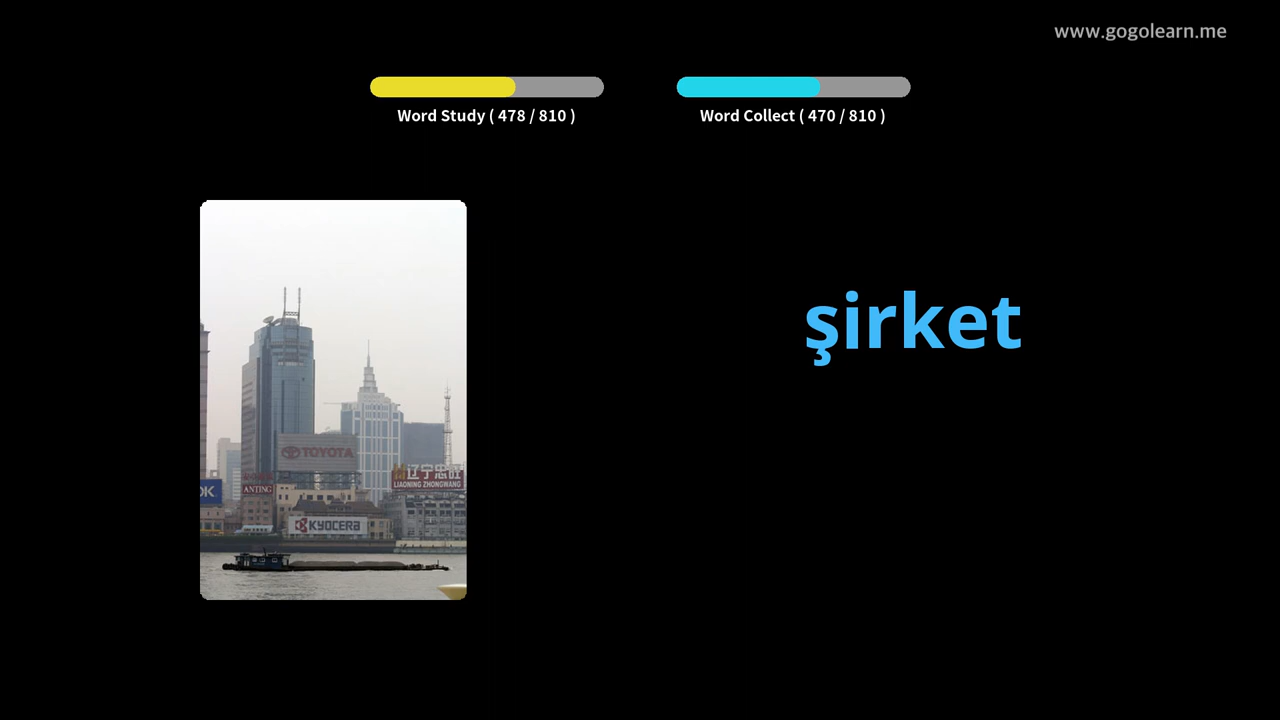 www.gogolearn.me
Word Study ( 478 / 810 )
Word Collect ( 470 / 810 )
şirket
TOYOTA
辽宁忠旺
LIAONING ZHONGWANG
OK
ANTING
KYOCERA